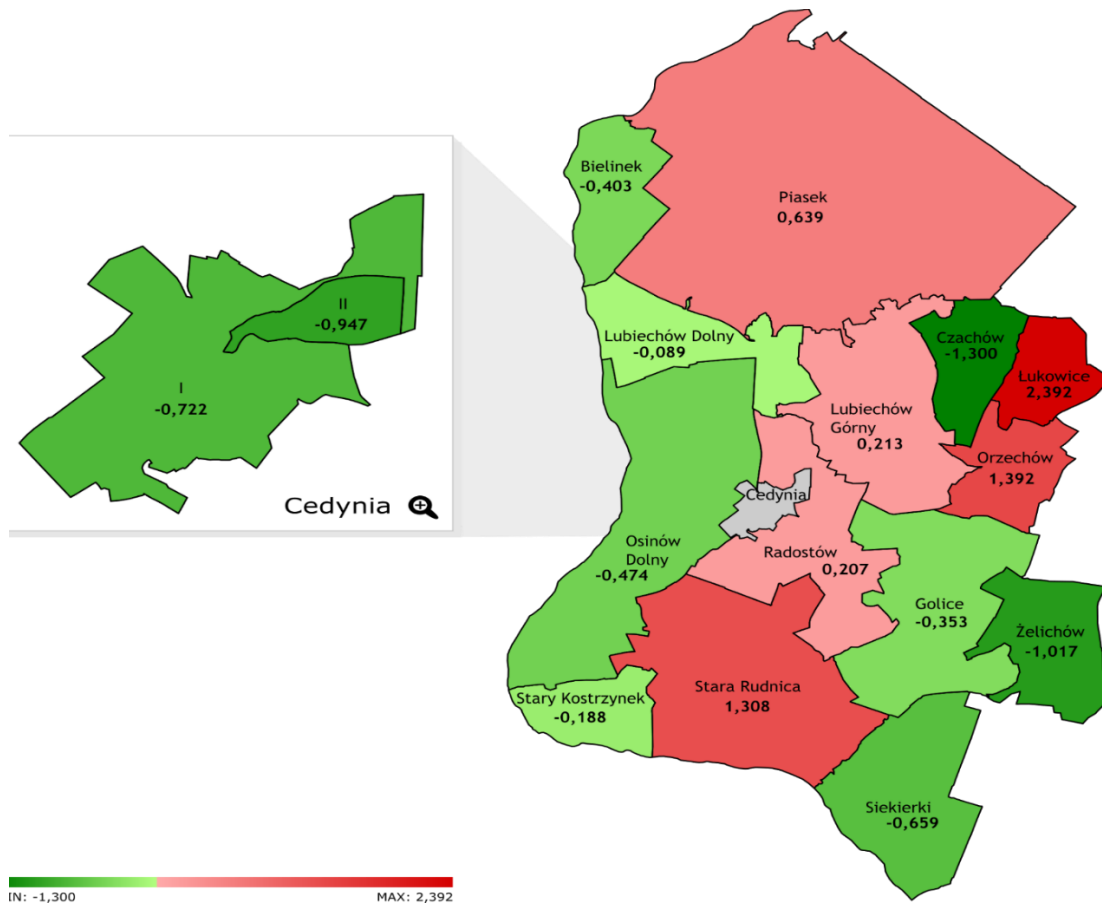 Bielinek
-0,403
Piasek
0,639
II
-0,947
Lubiechów Dolny
-0,089
Czachów
-1,300
Łukowice
2,392
I
-0,722
Lubiechów
Górny
0,213
Orzechów
1,392
Cedynia
Cedynia
Osinów
Dolny
-0,474
Radostów
0,207
Golice
-0,353
Żelichów
-1,017
Stary Kostrzynek
-0,188
Stara Rudnica
1,308
Siekierki
-0,659
IN: -1,300
MAX: 2,392